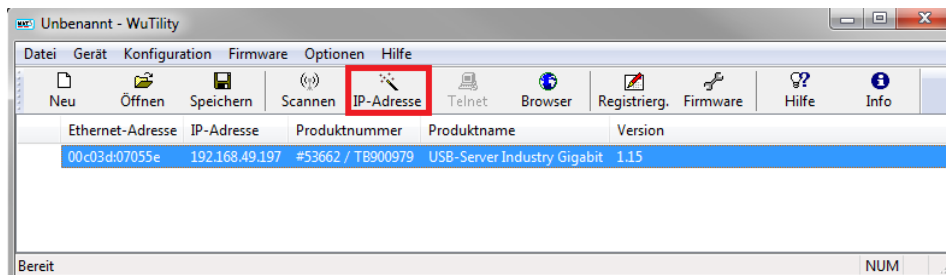 W&T Unbenannt - WuTility
Datei Gerät Konfiguration Firmware Optionen Hilfe
Neu Öffnen Speichern Scannen IP-Adresse Telnet Browser Registrierg. Firmware Hilfe Info
Ethernet-Adresse IP-Adresse Produktnummer Produktname Version
00c03d:07055e 192.168.49.197 #53662 / TB900979 USB-Server Industry Gigabit 1.15
Bereit NUM